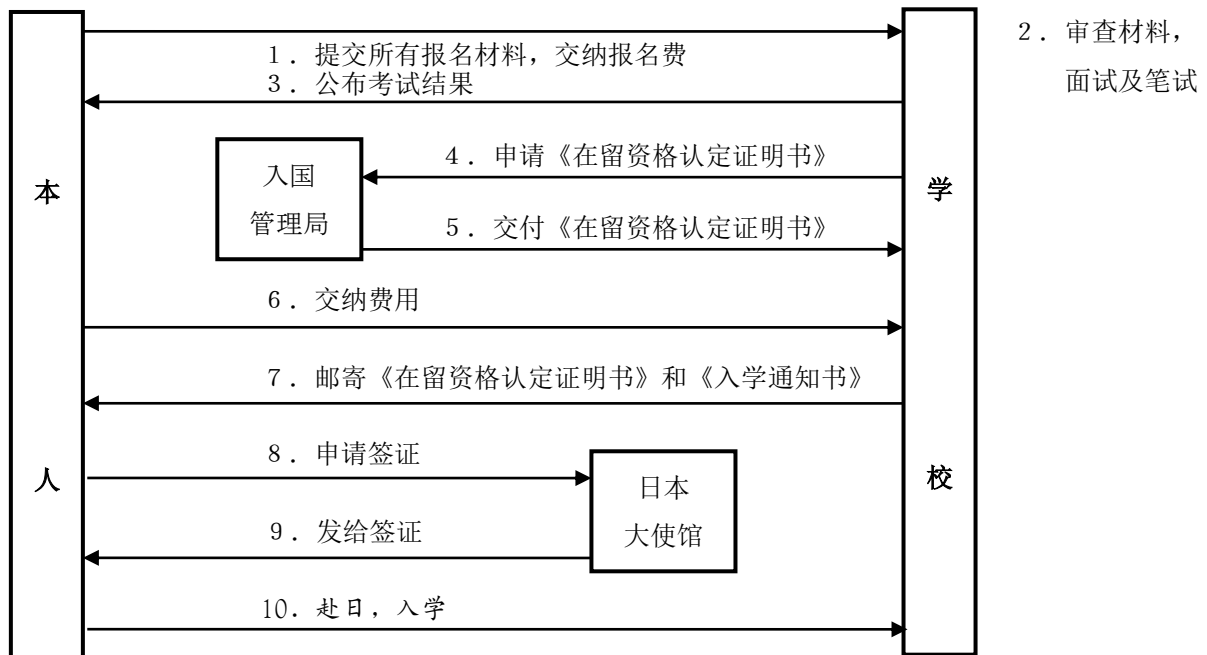 1．提交所有报名材料，交纳报名费
2．审查材料，
面试及笔试
3．公布考试结果
4．申请《在留资格认定证明书》
入国
管理局
5．交付《在留资格认定证明书》
本
人
学
校
6．交纳费用
7．邮寄《在留资格认定证明书》和《入学通知书》
8．申请签证
日本
大使馆
9．发给签证
10．赴日，入学